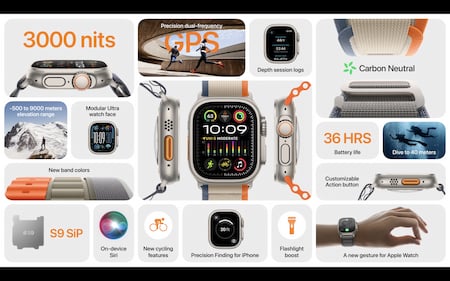 3000 nits
Precision dual-frequency
GPS
Depth session logs
Carbon Neutral
-500 to 9000 meters
elevation range
Modular Ultra
watch face
10:09
36 HRS
Battery life
Dive to 40 meters
New band colors
Customizable
Action button
S9 SiP
On-device
Siri
New cycling
features
Precision Finding for iPhone
Flashlight
boost
A new gesture for Apple Watch